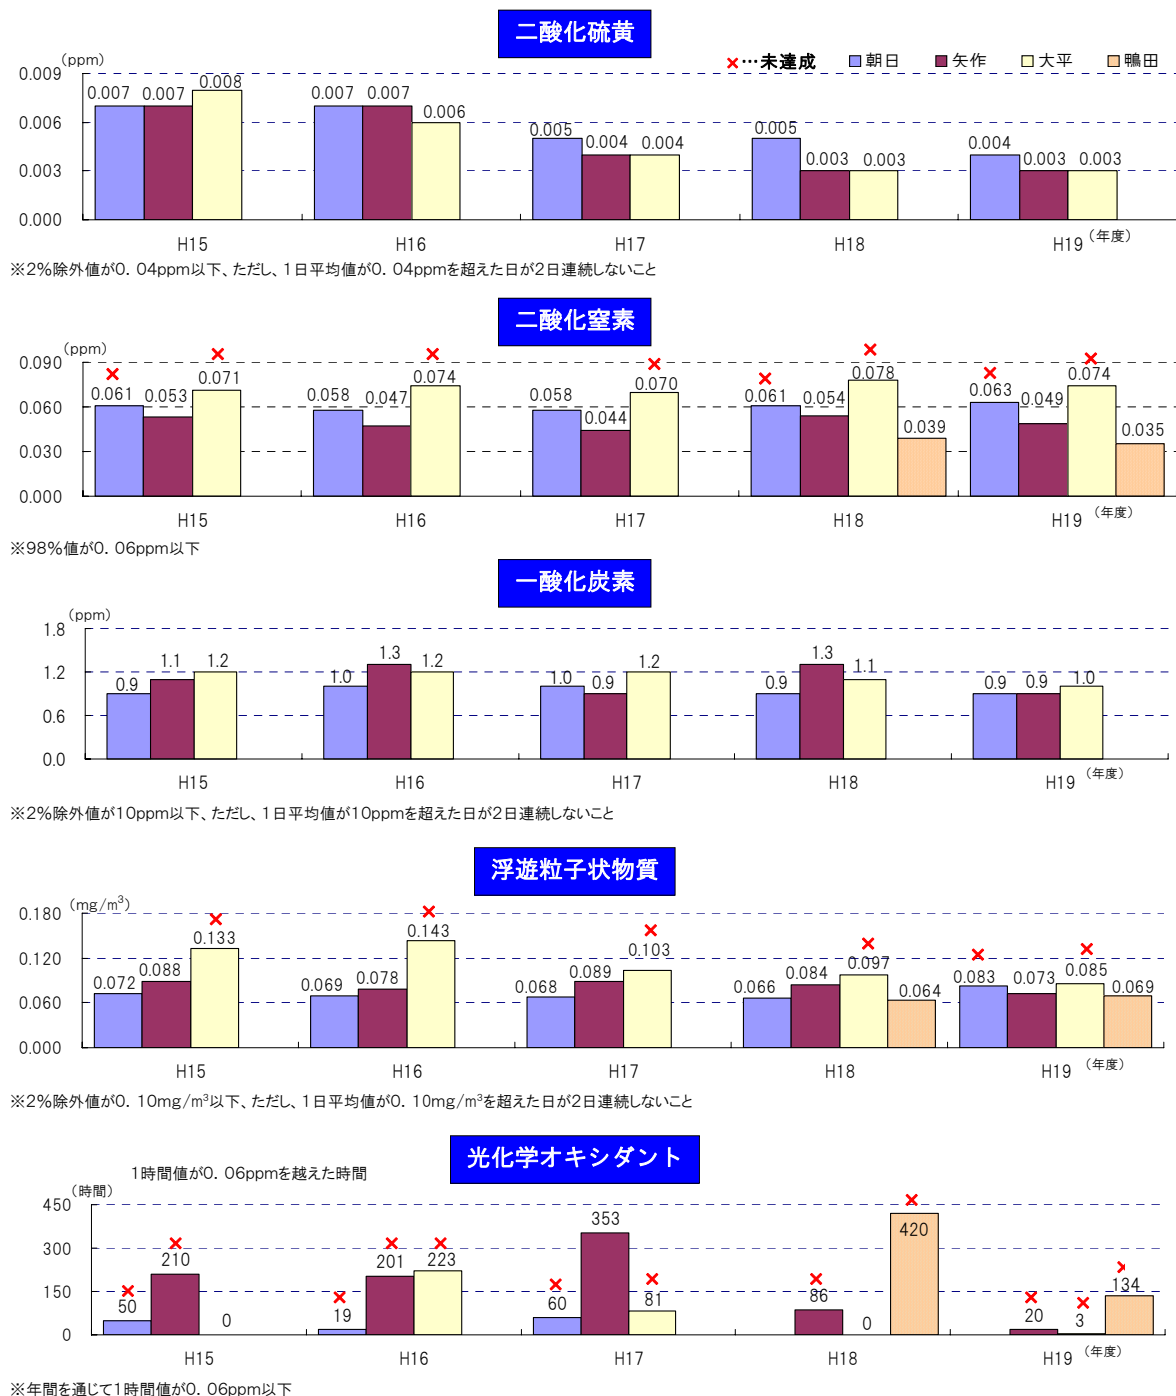 二酸化硫黄
(ppm)
×…未達成 朝日 矢作 大平 鴨田
0.009
0.006
0.003
0.000
0.007 0.007 0.008
0.007 0.007 0.006
0.005 0.004 0.004
0.005 0.003 0.003
0.004 0.003 0.003
H15 H16 H17 H18 H19 (年度)
※2%除外値が0.04ppm以下、ただし、1日平均値が0.04ppmを超えた日が2日連続しないこと
二酸化窒素
(ppm)
0.090
0.060
0.030
0.000
× ×
0.061 0.053 0.071
×
0.058 0.047 0.074
×
0.058 0.044 0.070
× ×
0.061 0.054 0.078 0.039
× ×
0.063 0.049 0.074 0.035
H15 H16 H17 H18 H19 (年度)
※98%値が0.06ppm以下
一酸化炭素
(ppm)
1.8
1.2
0.6
0.0
0.9 1.1 1.2
1.0 1.3 1.2
1.0 0.9 1.2
0.9 1.3 1.1
0.9 0.9 1.0
H15 H16 H17 H18 H19 (年度)
※2%除外値が10ppm以下、ただし、1日平均値が10ppmを超えた日が2日連続しないこと
浮遊粒子状物質
(mg/m³)
0.180
0.120
0.060
0.000
×
0.072 0.088 0.133
×
0.069 0.078 0.143
×
0.068 0.089 0.103
×
0.066 0.084 0.097 0.064
× ×
0.083 0.073 0.085 0.069
H15 H16 H17 H18 H19 (年度)
※2%除外値が0.10mg/m³以下、ただし、1日平均値が0.10mg/m³を超えた日が2日連続しないこと
光化学オキシダント
1時間値が0.06ppmを越えた時間
(時間)
450
300
150
0
× ×
50 210 0
× × ×
19 201 223
× ×
60 353 81
× ×
86 0 420
× × ×
20 3 134
H15 H16 H17 H18 H19 (年度)
※年間を通じて1時間値が0.06ppm以下